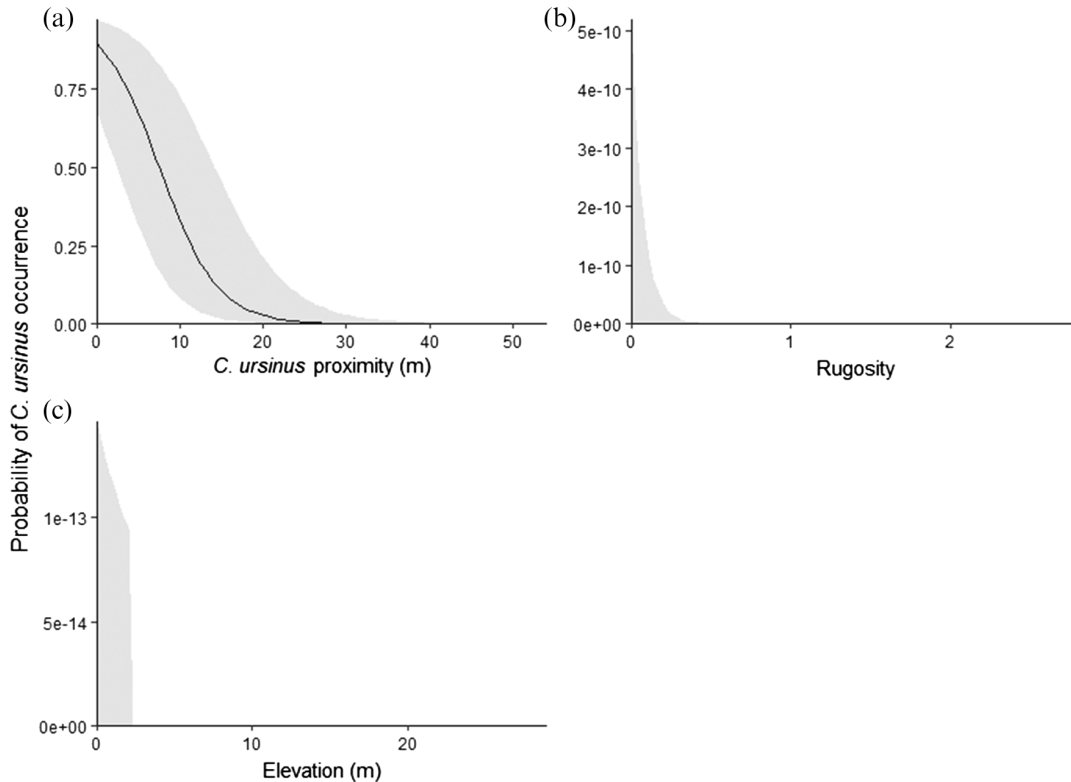 (a)
0.75
0.50
0.25
0.00
0 10 20 30 40 50
C. ursinus proximity (m)
(b)
5e-10
4e-10
3e-10
2e-10
1e-10
0e+00
0 1 2
Rugosity
Probability of C. ursinus occurrence
(c)
1e-13
5e-14
0e+00
0 10 20
Elevation (m)